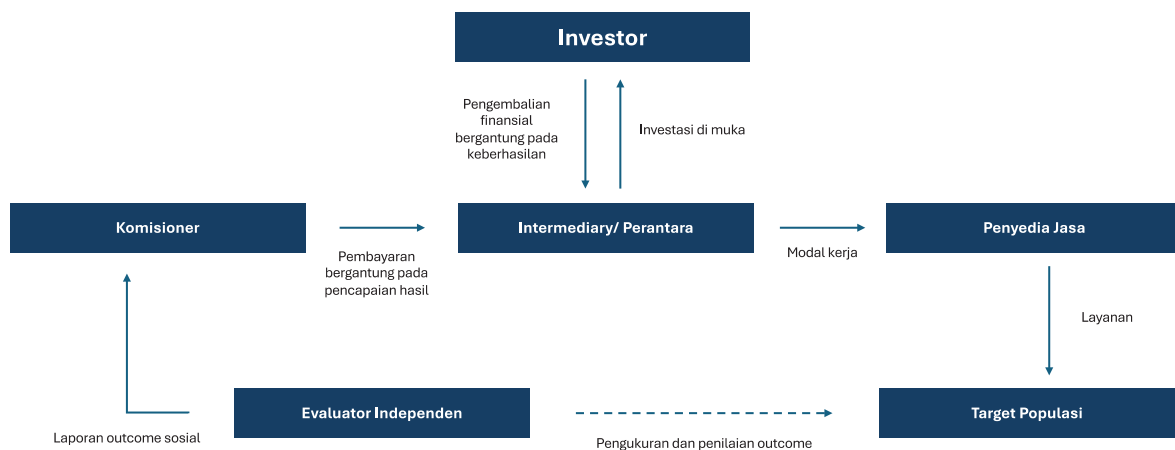 Investor
Pengembalian
finansial
bergantung pada
keberhasilan
Investasi di muka
Komisioner
Intermediary/ Perantara
Penyedia Jasa
Pembayaran
bergantung pada
pencapaian hasil
Modal kerja
Layanan
Evaluator Independen
Target Populasi
Laporan outcome sosial
Pengukuran dan penilaian outcome